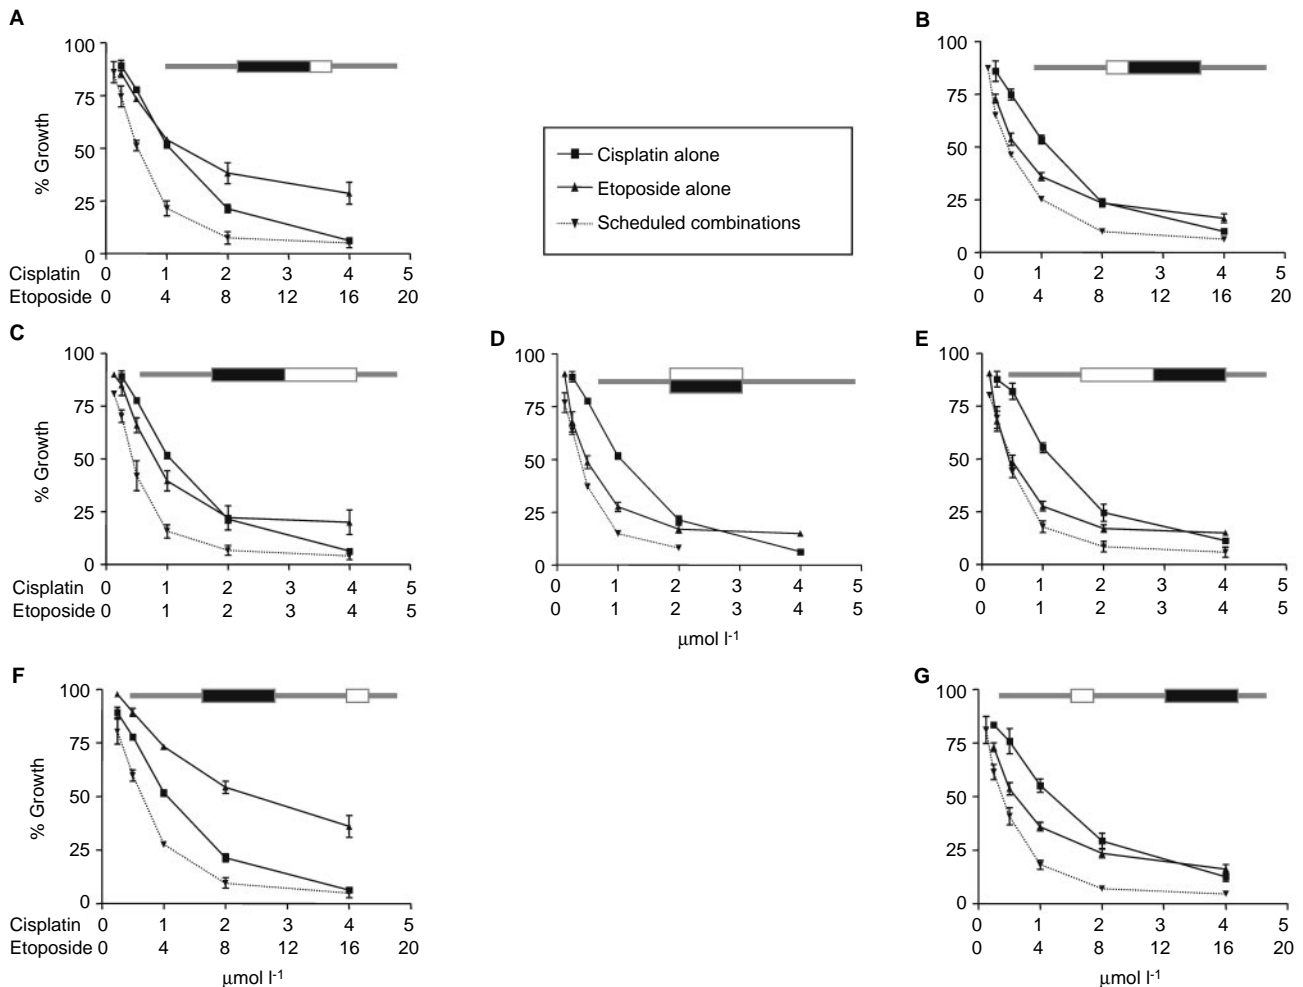 A
B
100
75
50
25
0
% Growth
Cisplatin 0 1 2 3 4 5
Etoposide 0 4 8 12 16 20
Cisplatin alone
Etoposide alone
Scheduled combinations
100
75
50
25
0
0 1 2 3 4 5
0 4 8 12 16 20
C
D
E
100
75
50
25
0
% Growth
Cisplatin 0 1 2 3 4 5
Etoposide 0 1 2 3 4 5
100
75
50
25
0
0 1 2 3 4 5
0 1 2 3 4 5
μmol l-1
100
75
50
25
0
0 1 2 3 4 5
0 1 2 3 4 5
F
G
100
75
50
25
0
% Growth
Cisplatin 0 1 2 3 4 5
Etoposide 0 4 8 12 16 20
μmol l-1
100
75
50
25
0
0 1 2 3 4 5
0 4 8 12 16 20
μmol l-1